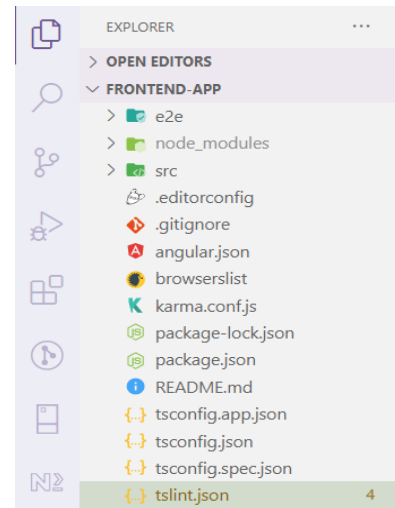 EXPLORER ...
OPEN EDITORS
FRONTEND-APP
e2e
node_modules
src
.editorconfig
.gitignore
angular.json
browserslist
karma.conf.js
package-lock.json
package.json
README.md
tsconfig.app.json
tsconfig.json
tsconfig.spec.json
tslint.json 4